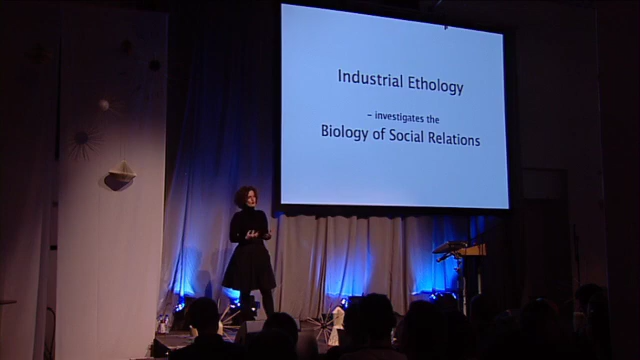 Industrial Ethology
– investigates the
Biology of Social Relations